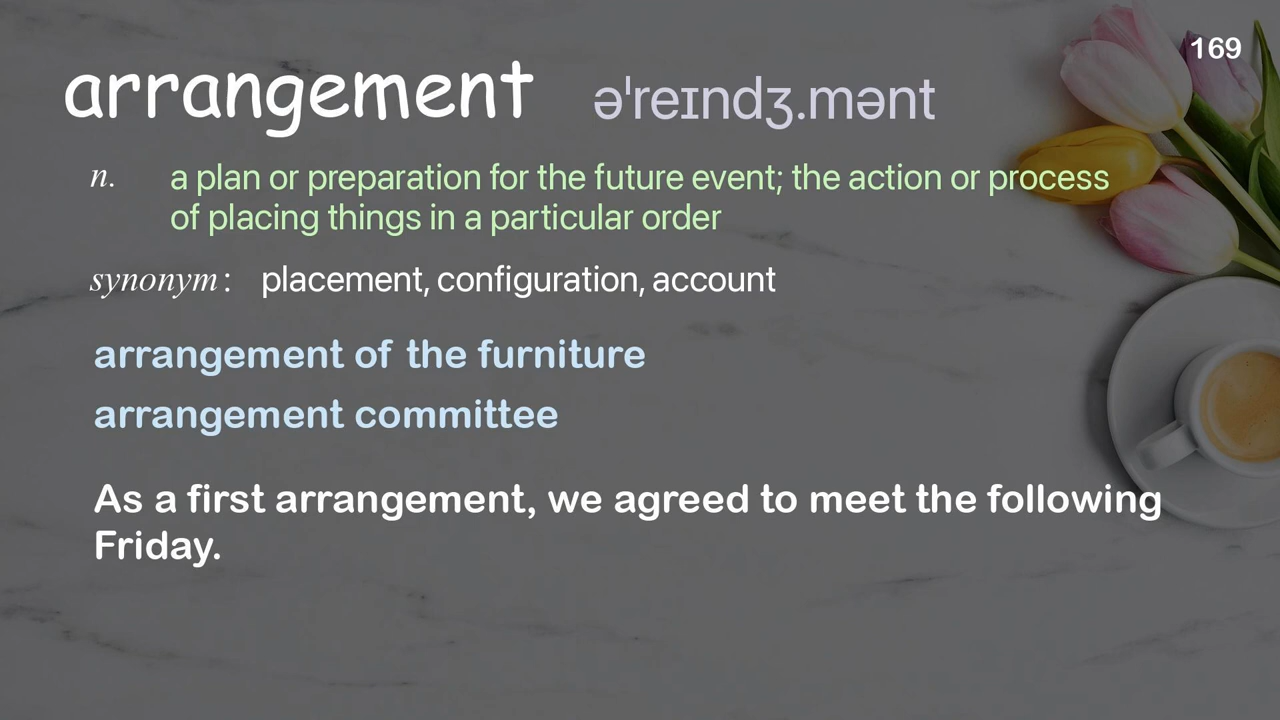 169
arrangement əˈreɪndʒ.mənt
n. a plan or preparation for the future event; the action or process
of placing things in a particular order
synonym: placement, configuration, account
arrangement of the furniture
arrangement committee
As a first arrangement, we agreed to meet the following
Friday.